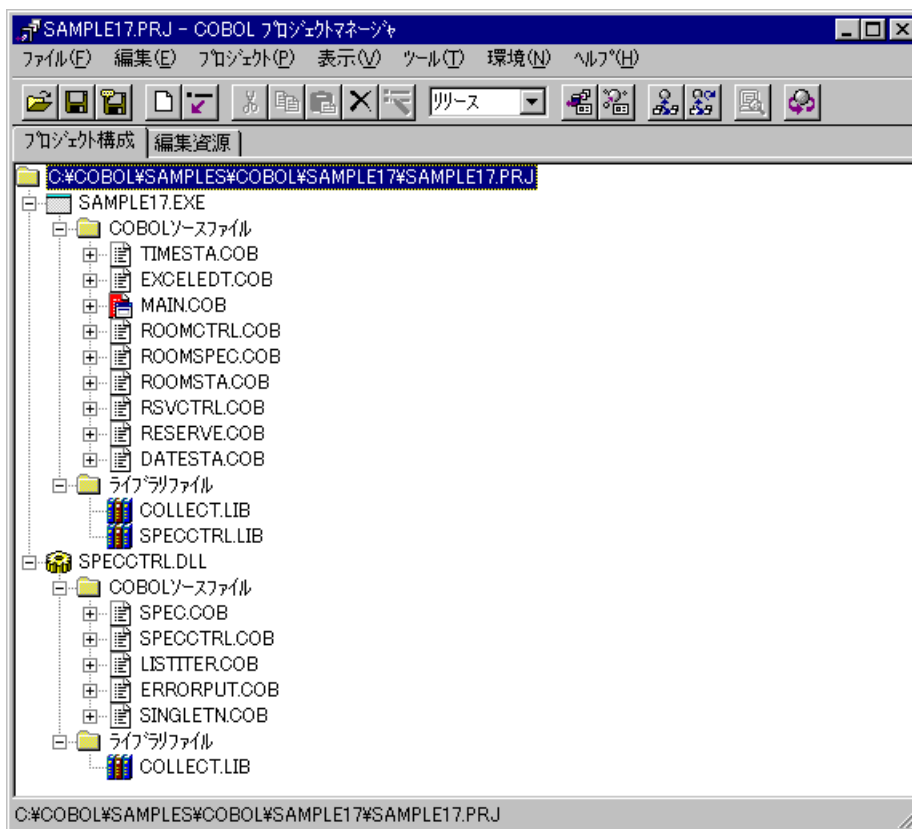 SAMPLE17.PRJ - COBOL ﾌﾟﾛｼﾞｪｸﾄﾏﾈｰｼﾞｬ
ﾌｧｲﾙ(F) 編集(E) ﾌﾟﾛｼﾞｪｸﾄ(P) 表示(V) ﾂｰﾙ(T) 環境(N) ﾍﾙﾌﾟ(H)
ﾘﾘｰｽ
ﾌﾟﾛｼﾞｪｸﾄ構成 編集資源
C:¥COBOL¥SAMPLES¥COBOL¥SAMPLE17¥SAMPLE17.PRJ
SAMPLE17.EXE
COBOLｿｰｽﾌｧｲﾙ
TIMESTA.COB
EXCELEDT.COB
MAIN.COB
ROOMCTRL.COB
ROOMSPEC.COB
ROOMSTA.COB
RSVCTRL.COB
RESERVE.COB
DATESTA.COB
ﾗｲﾌﾞﾗﾘﾌｧｲﾙ
COLLECT.LIB
SPECCTRL.LIB
SPECCTRL.DLL
COBOLｿｰｽﾌｧｲﾙ
SPEC.COB
SPECCTRL.COB
LISTITER.COB
ERRORPUT.COB
SINGLETN.COB
ﾗｲﾌﾞﾗﾘﾌｧｲﾙ
COLLECT.LIB
C:¥COBOL¥SAMPLES¥COBOL¥SAMPLE17¥SAMPLE17.PRJ